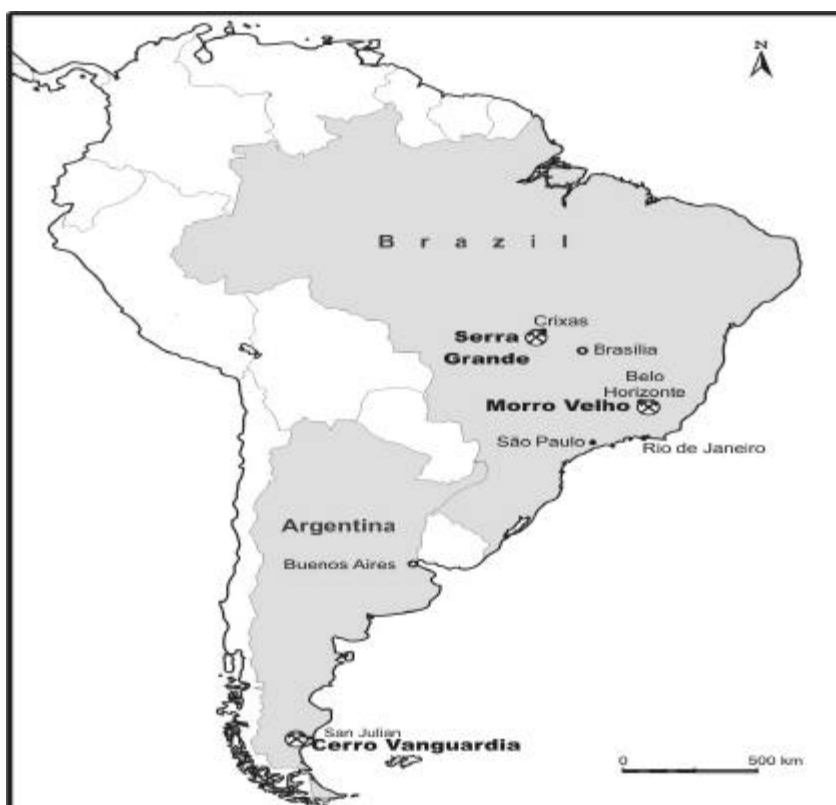 N
B r a z i l
Crixas
Serra
Grande
Brasília
Belo
Horizonte
Morro Velho
São Paulo
Rio de Janeiro
Argentina
Buenos Aires
San Julian
Cerro Vanguardia
0 500 km